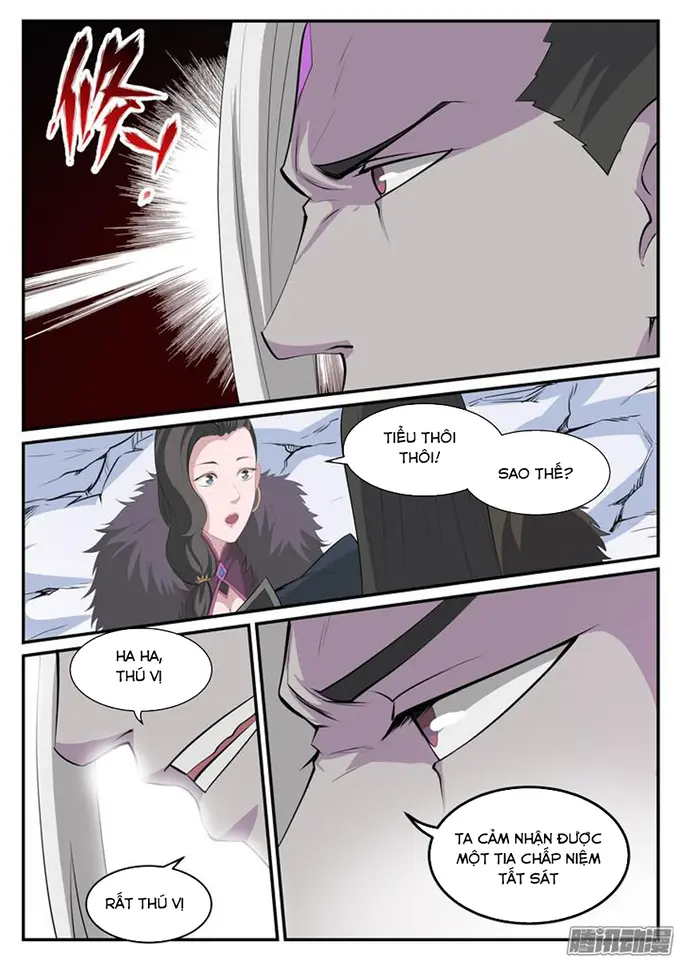 TIỂU THÔI
THÔI!
SAO THẾ?
HA HA,
THÚ VỊ
TA CẢM NHẬN ĐƯỢC
MỘT TIA CHẤP NIỆM
TẤT SÁT
RẤT THÚ VỊ
腾讯动漫